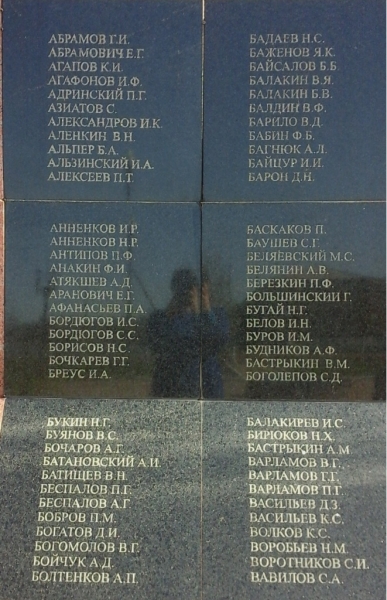 АБРАМОВ Г.И.
АБРАМОВИЧ Е.Г.
АГАПОВ К.И.
АГАФОНОВ И.Ф.
АДРИНСКИЙ П.Г.
АЗИАТОВ С.
АЛЕКСАНДРОВ И.К.
АЛЕНКИН В.Н.
АЛЬПЕР Б.А.
АЛЬЗИНСКИЙ И.А.
АЛЕКСЕЕВ П.Т.
БАДАЕВ Н.С.
БАЖЕНОВ Я.К.
БАЙСАЛОВ Б.Б.
БАЛАКИН В.Я.
БАЛАКИН Б.В.
БАЛДИН В.Ф.
БАРИЛО В.Д.
БАБИН Ф.Б.
БАГНЮК А.Л.
БАЙЦУР И.И.
БАРОН Д.Н.
АННЕНКОВ И.Р.
АННЕНКОВ Н.Р.
АНТИПОВ П.Ф.
АНАКИН Ф.И.
АТЯКШЕВ А.Д.
АРАНОВИЧ Е.Г.
АФАНАСЬЕВ П.А.
БОРДЮГОВ И.С.
БОРДЮГОВ С.С.
БОРИСОВ Н.С.
БОЧКАРЕВ Г.Г.
БРЕУС И.А.
БАСКАКОВ П.
БАУШЕВ С.Г.
БЕЛЯЕВСКИЙ М.С.
БЕЛЯНИН А.В.
БЕРЕЗКИН П.Ф.
БОЛЬШИНСКИЙ Г.
БУГАЙ Н.Г.
БЕЛОВ И.Н.
БУРОВ И.М.
БУДНИКОВ А.Ф.
БАСТРЫКИН В.М.
БОГОЛЕПОВ С.Д.
БУКИН Н.Г.
БУЯНОВ В.С.
БОЧАРОВ А.Г.
БАТАНОВСКИЙ А.И.
БАТИЩЕВ В.Н.
БЕСПАЛОВ П.Г.
БЕСПАЛОВ А.Г
БОБРОВ П.М.
БОГАТОВ Д.И.
БОГОМОЛОВ В.Г.
БОЙЧУК А.Д.
БОЛТЕНКОВ А.П.
БАЛАКИРЕВ И.С.
БИРЮКОВ Н.Х.
БАСТРЫКИН А.М
ВАРЛАМОВ В.Г.
ВАРЛАМОВ Т.Г.
ВАРЛАМОВ П.Г
ВАСИЛЬЕВ Д.З.
ВАСИЛЬЕВ К.С.
ВОЛКОВ К.С.
ВОРОБЬЕВ Н.М.
ВОРОТНИКОВ С.И.
ВАВИЛОВ С.А.